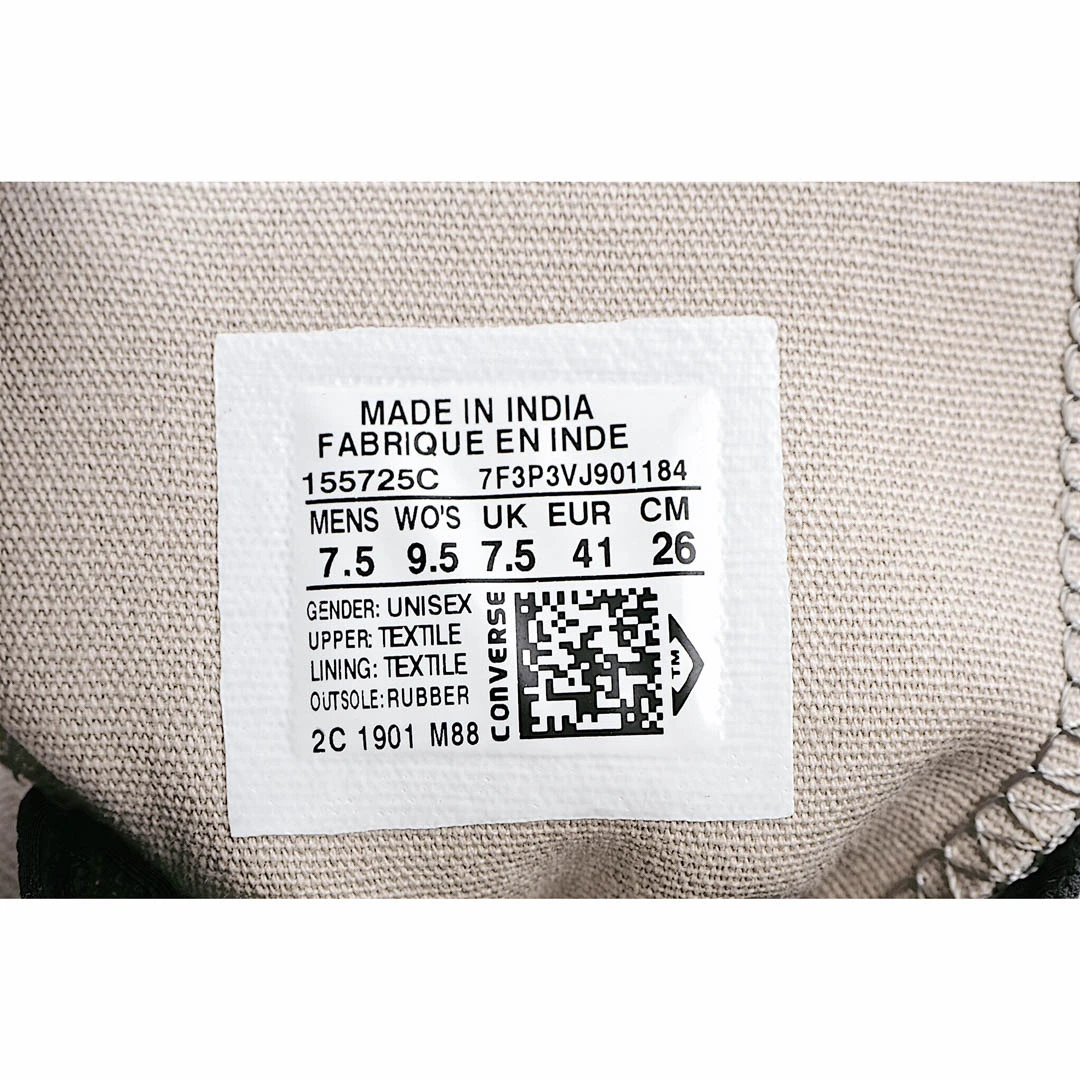 MADE IN INDIA
FABRIQUE EN INDE
155725C 7F3P3VJ901184
MENS WO'S UK EUR CM
7.5 9.5 7.5 41 26
GENDER: UNISEX
UPPER: TEXTILE
LINING: TEXTILE
OUTSOLE: RUBBER
2C 1901 M88
CONVERSE
TM